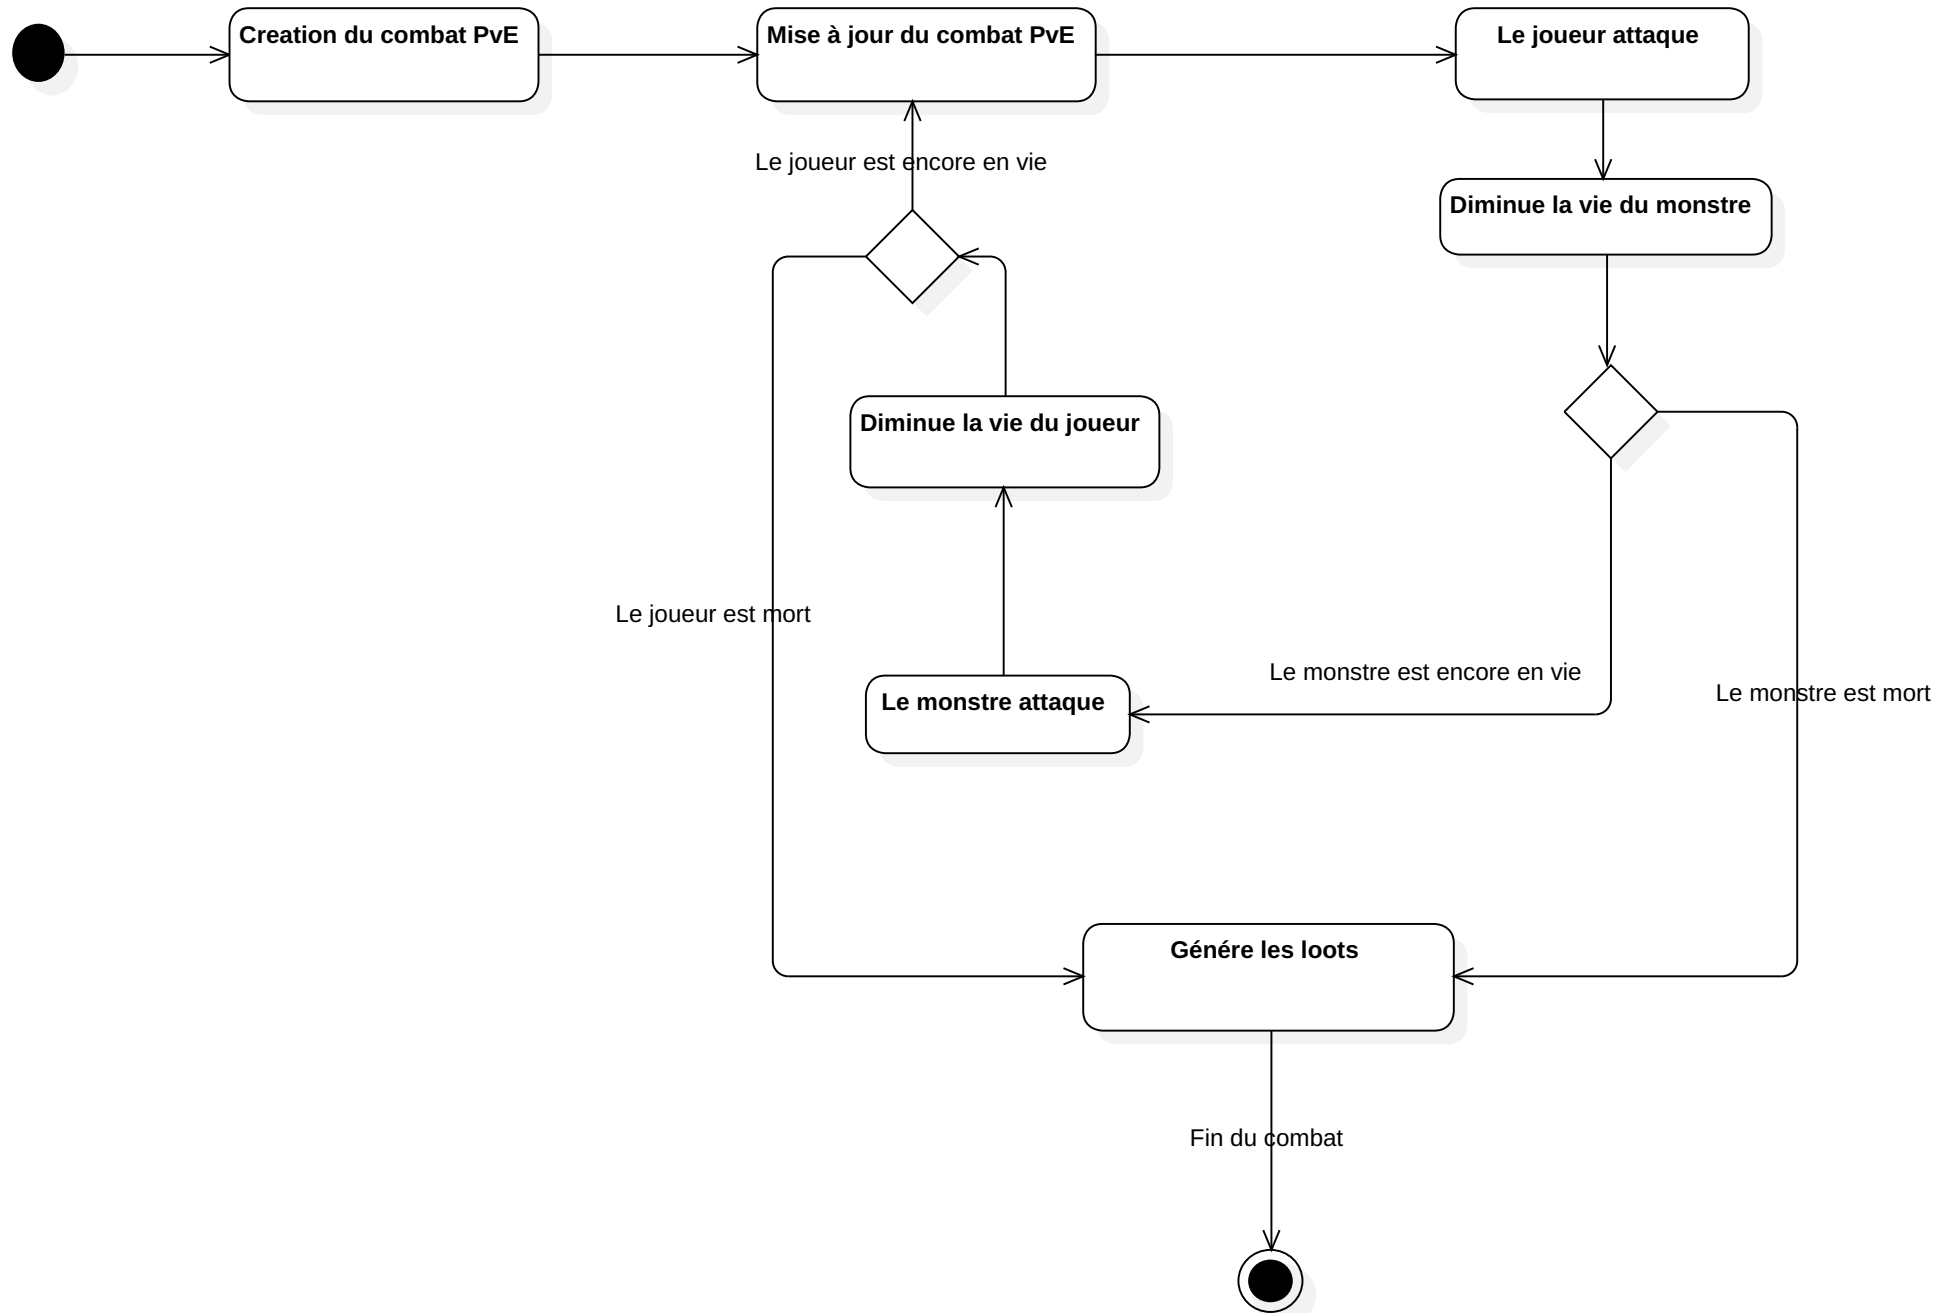 Creation du combat PvE
Mise à jour du combat PvE
Le joueur attaque
Le joueur est encore en vie
Diminue la vie du monstre
Diminue la vie du joueur
Le joueur est mort
Le monstre est encore en vie
Le monstre attaque
Le monstre est mort
Génére les loots
Fin du combat